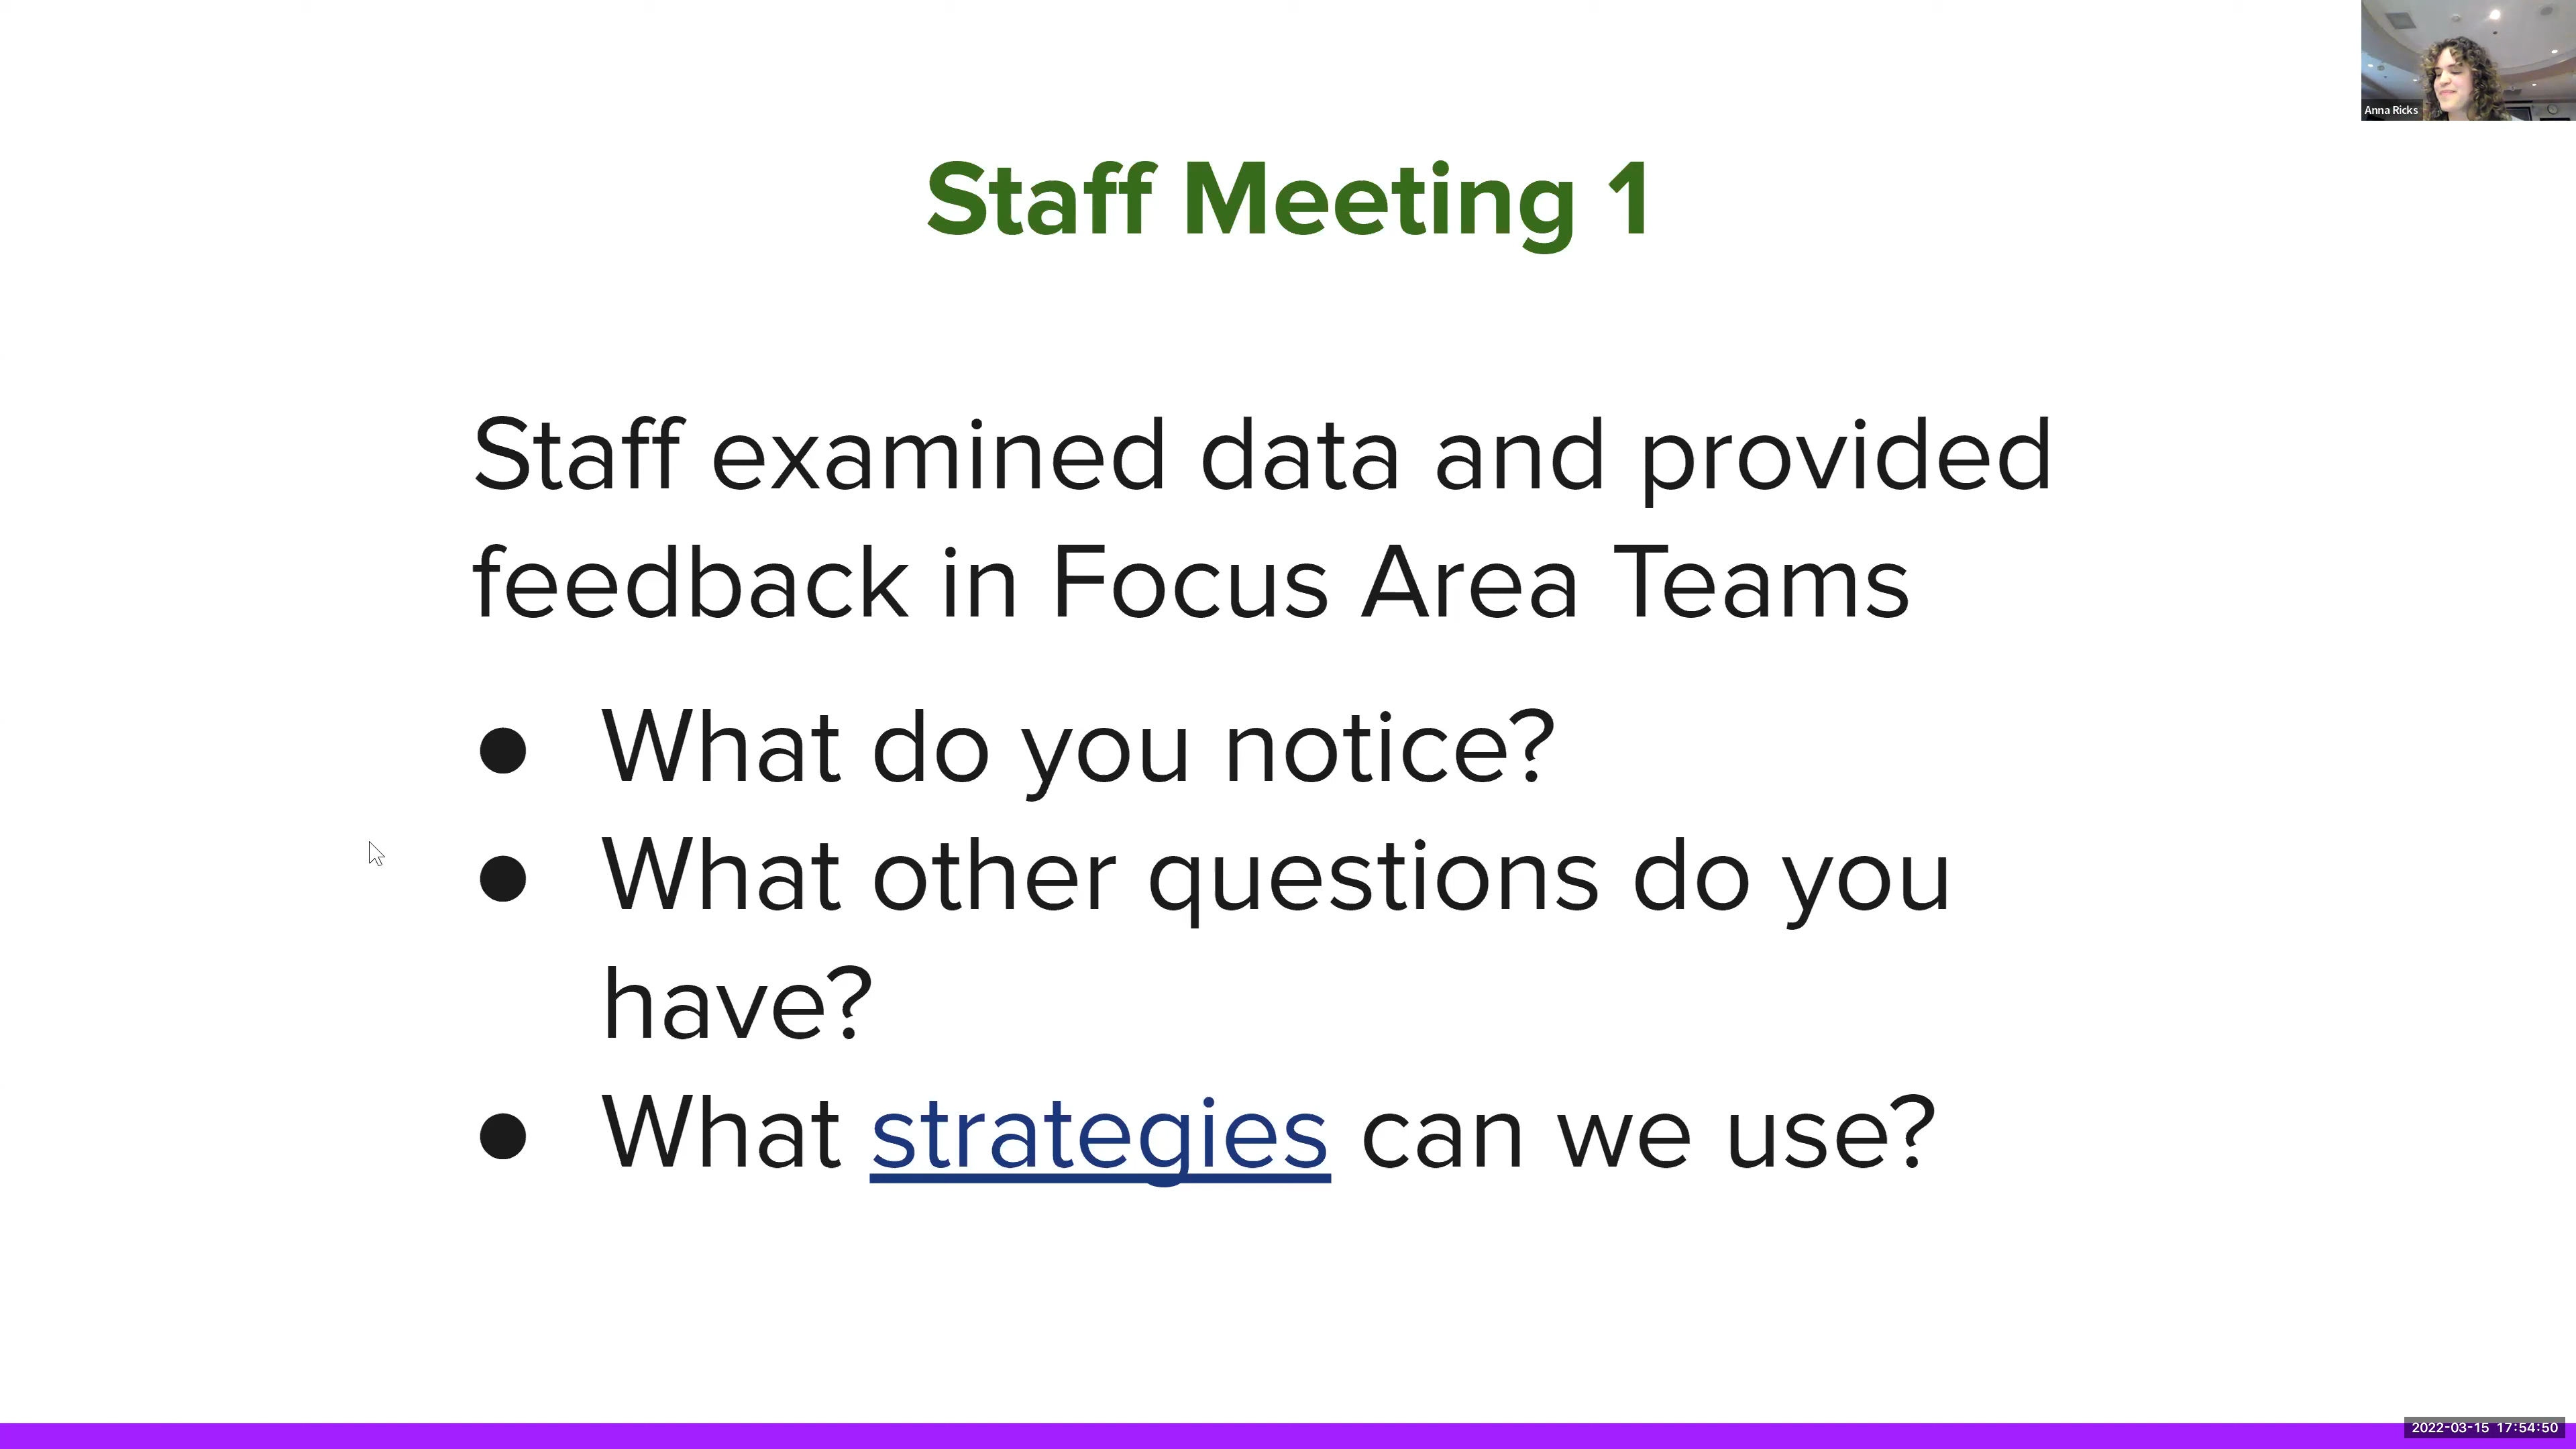 Anna Ricks
Staff Meeting 1
Staff examined data and provided
feedback in Focus Area Teams
● What do you notice?
● What other questions do you
have?
● What strategies can we use?
2022-03-15 17:54:50